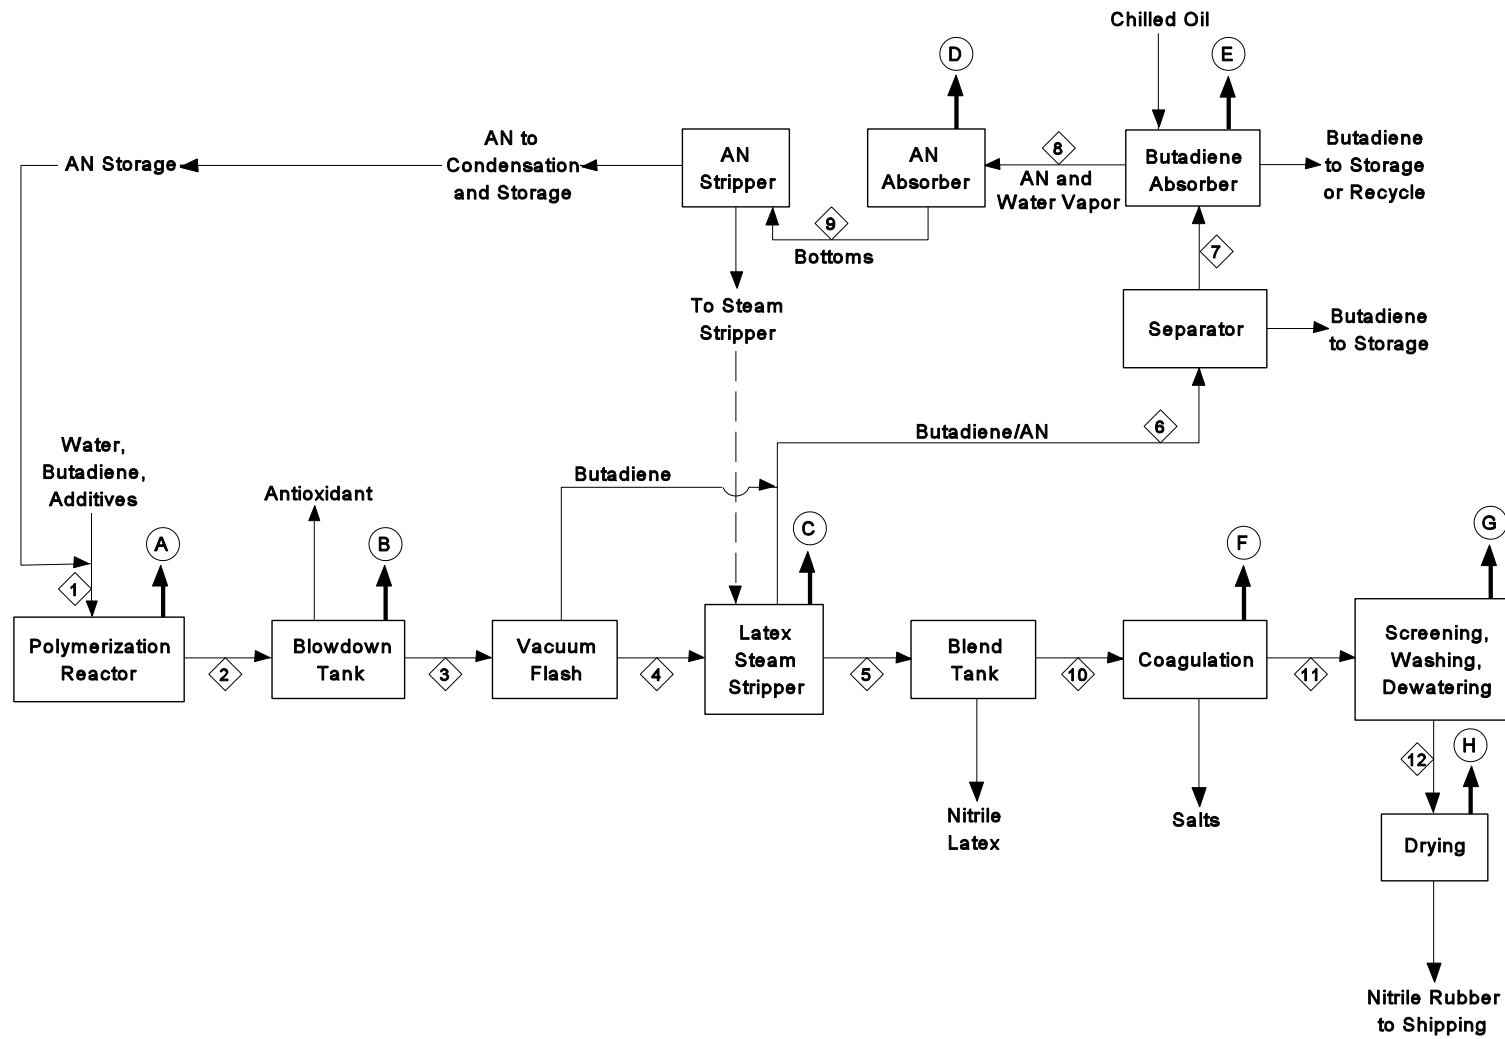 Chilled Oil
D
E
AN Storage
AN to
Condensation
and Storage
AN
Stripper
AN
Absorber
8
AN and
Water Vapor
Butadiene
Absorber
Butadiene
to Storage
or Recycle
9
Bottoms
7
To Steam
Stripper
Separator
Butadiene
to Storage
Butadiene/AN
6
Water,
Butadiene,
Additives
Butadiene
Antioxidant
A
B
C
F
G
1
Polymerization
Reactor
2
Blowdown
Tank
3
Vacuum
Flash
4
Latex
Steam
Stripper
5
Blend
Tank
10
Coagulation
11
Screening,
Washing,
Dewatering
12
H
Nitrile
Latex
Salts
Drying
Nitrile Rubber
to Shipping